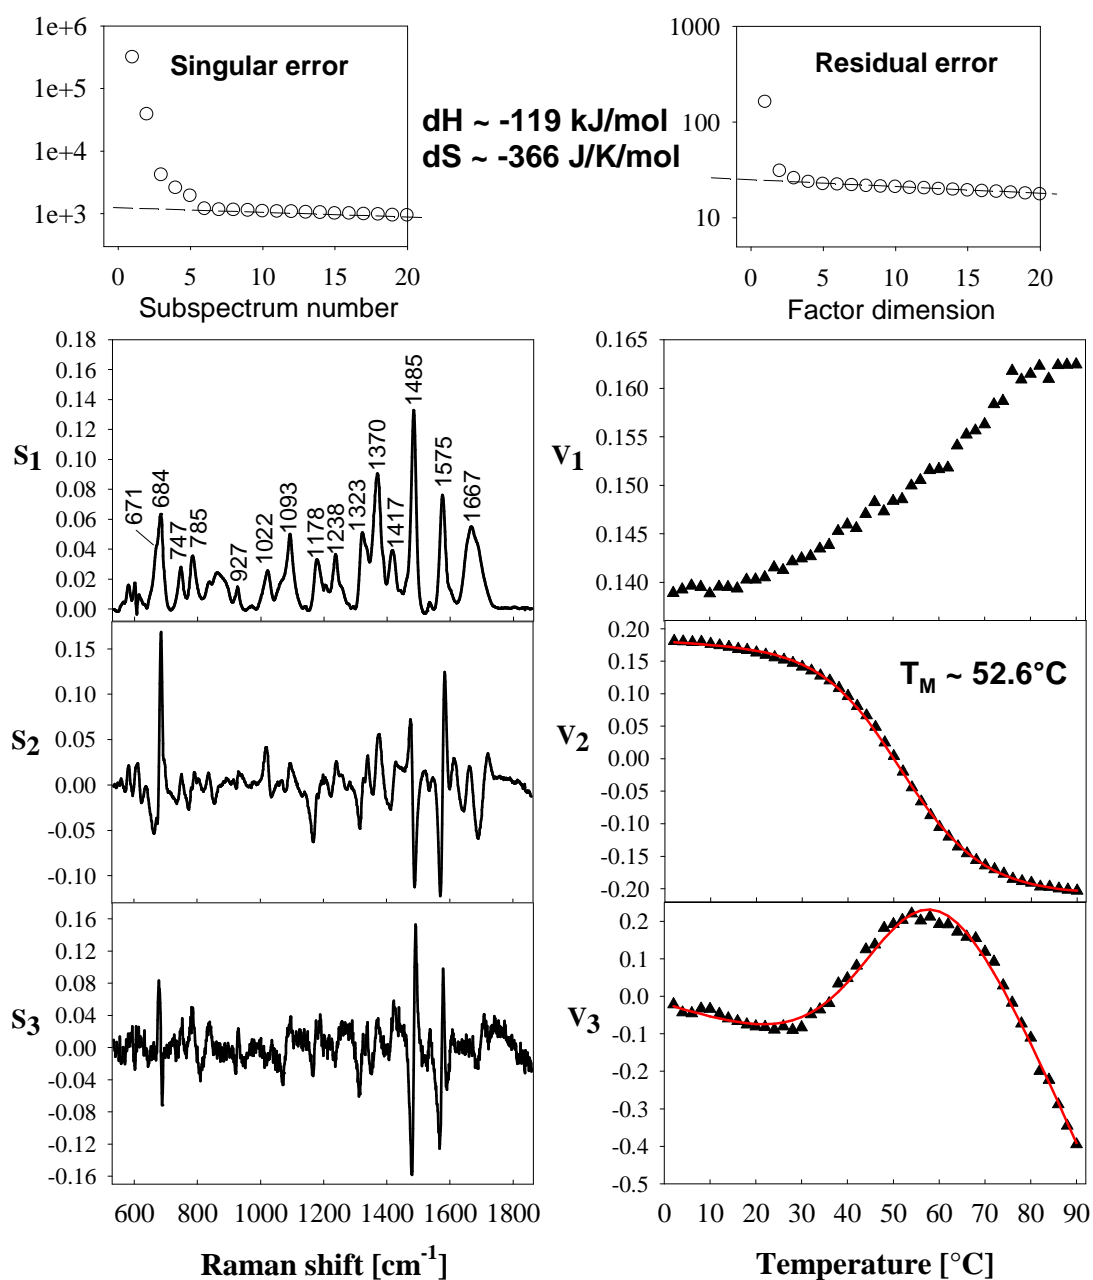 Singular error
1e+6
1e+5
1e+4
1e+3
0 5 10 15 20
Subspectrum number
dH ~ -119 kJ/mol
dS ~ -366 J/K/mol
Residual error
1000
100
10
0 5 10 15 20
Factor dimension
S1
0.18
0.16
0.14
0.12
0.10
0.08
0.06
0.04
0.02
0.00
671
684
747
785
927
1022
1093
1178
1238
1323
1370
1417
1485
1575
1667
V1
0.165
0.160
0.155
0.150
0.145
0.140
S2
0.15
0.10
0.05
0.00
-0.05
-0.10
V2
0.20
0.15
0.10
0.05
0.00
-0.05
-0.10
-0.15
-0.20
TM ~ 52.6°C
S3
0.16
0.12
0.08
0.04
0.00
-0.04
-0.08
-0.12
-0.16
600 800 1000 1200 1400 1600 1800
Raman shift [cm-1]
V3
0.2
0.1
0.0
-0.1
-0.2
-0.3
-0.4
-0.5
0 10 20 30 40 50 60 70 80 90
Temperature [°C]